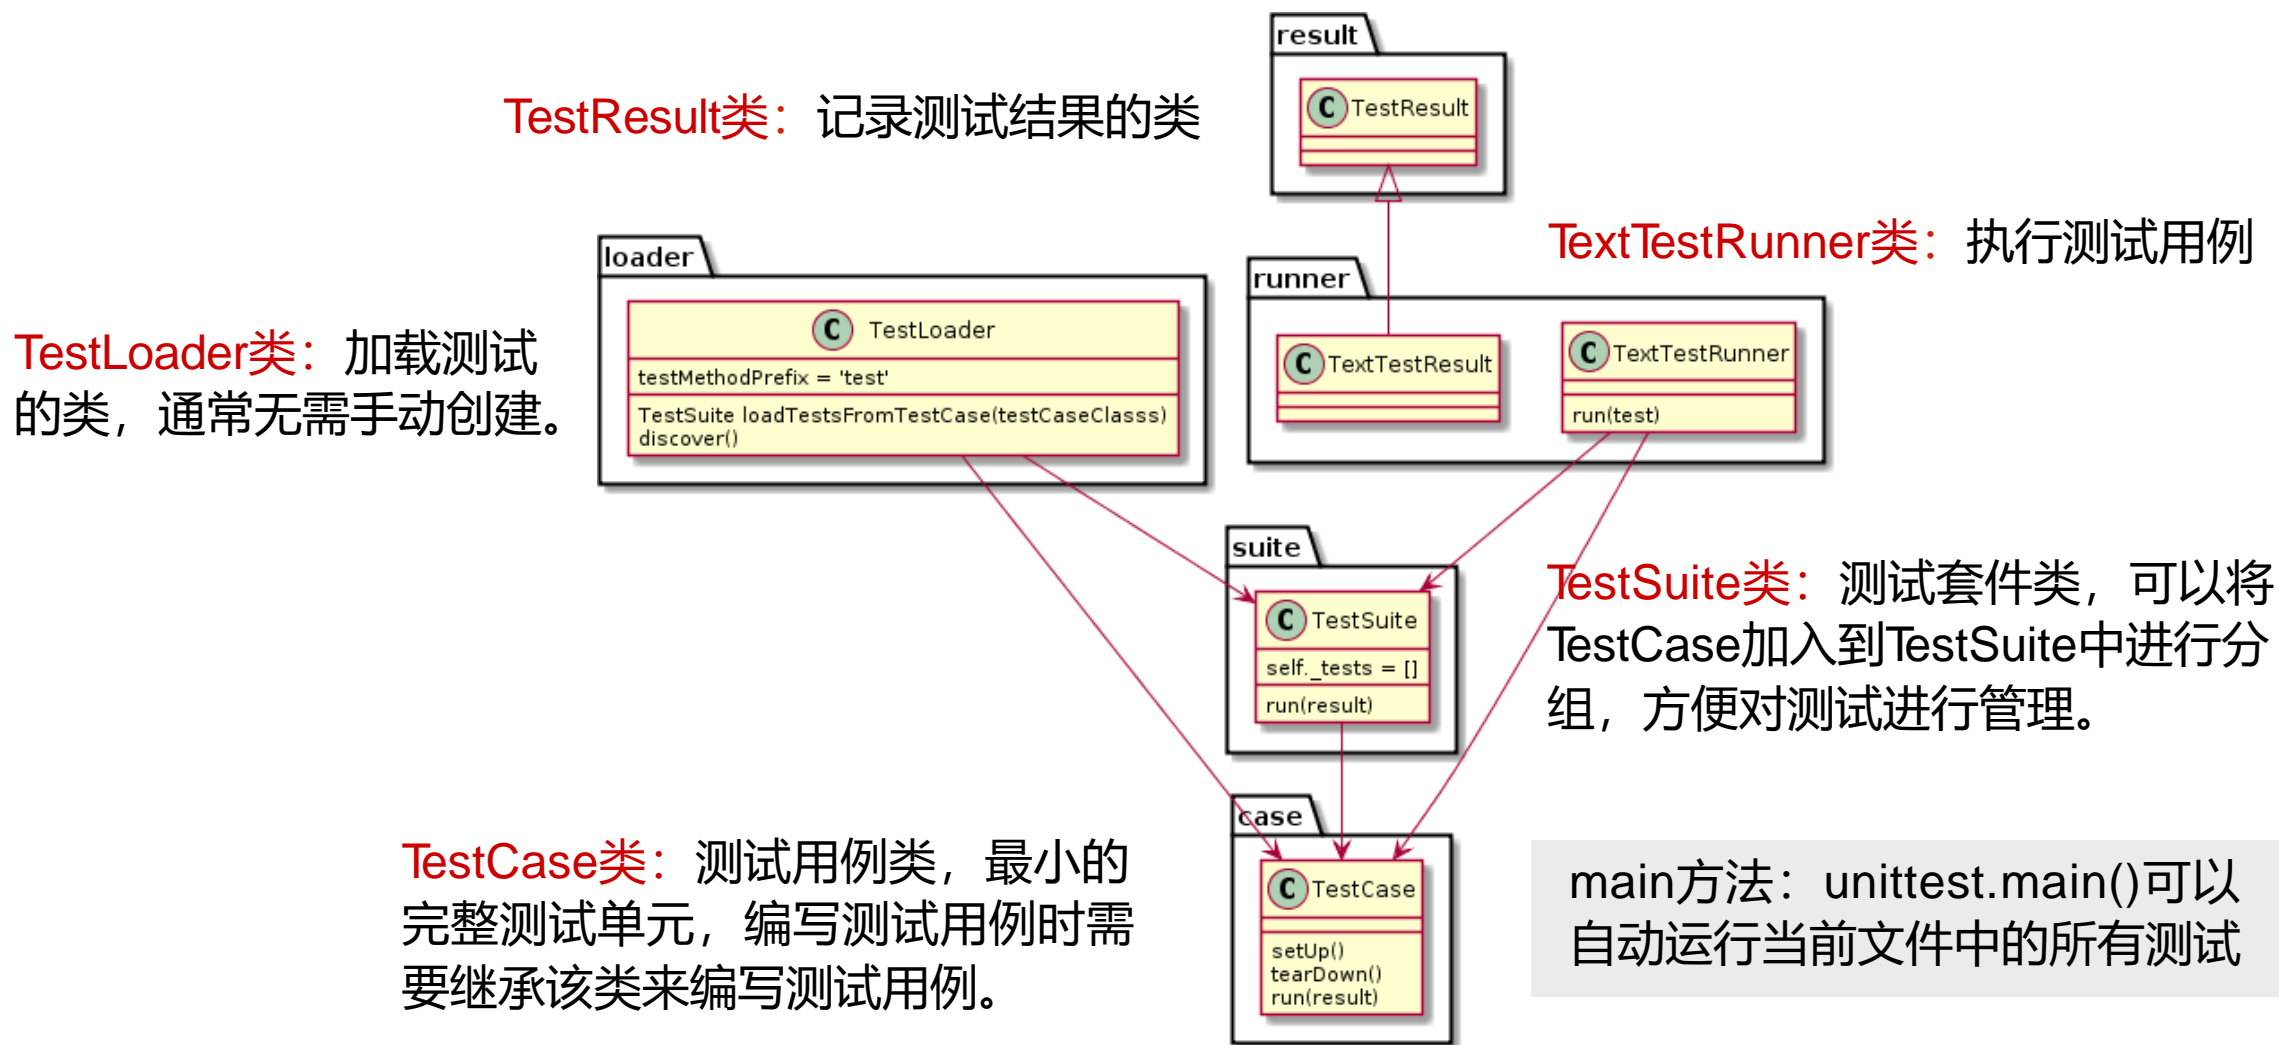 result
TestResult
TestResult类：记录测试结果的类
TextTestRunner类：执行测试用例
loader
TestLoader
testMethodPrefix = 'test'
TestSuite loadTestsFromTestCase(testCaseClasss)
discover()
runner
TextTestResult
TextTestRunner
run(test)
TestLoader类：加载测试
的类，通常无需手动创建。
suite
TestSuite
self._tests = []
run(result)
TestSuite类：测试套件类，可以将
TestCase加入到TestSuite中进行分
组，方便对测试进行管理。
case
TestCase
setUp()
tearDown()
run(result)
TestCase类：测试用例类，最小的
完整测试单元，编写测试用例时需
要继承该类来编写测试用例。
main方法：unittest.main()可以
自动运行当前文件中的所有测试